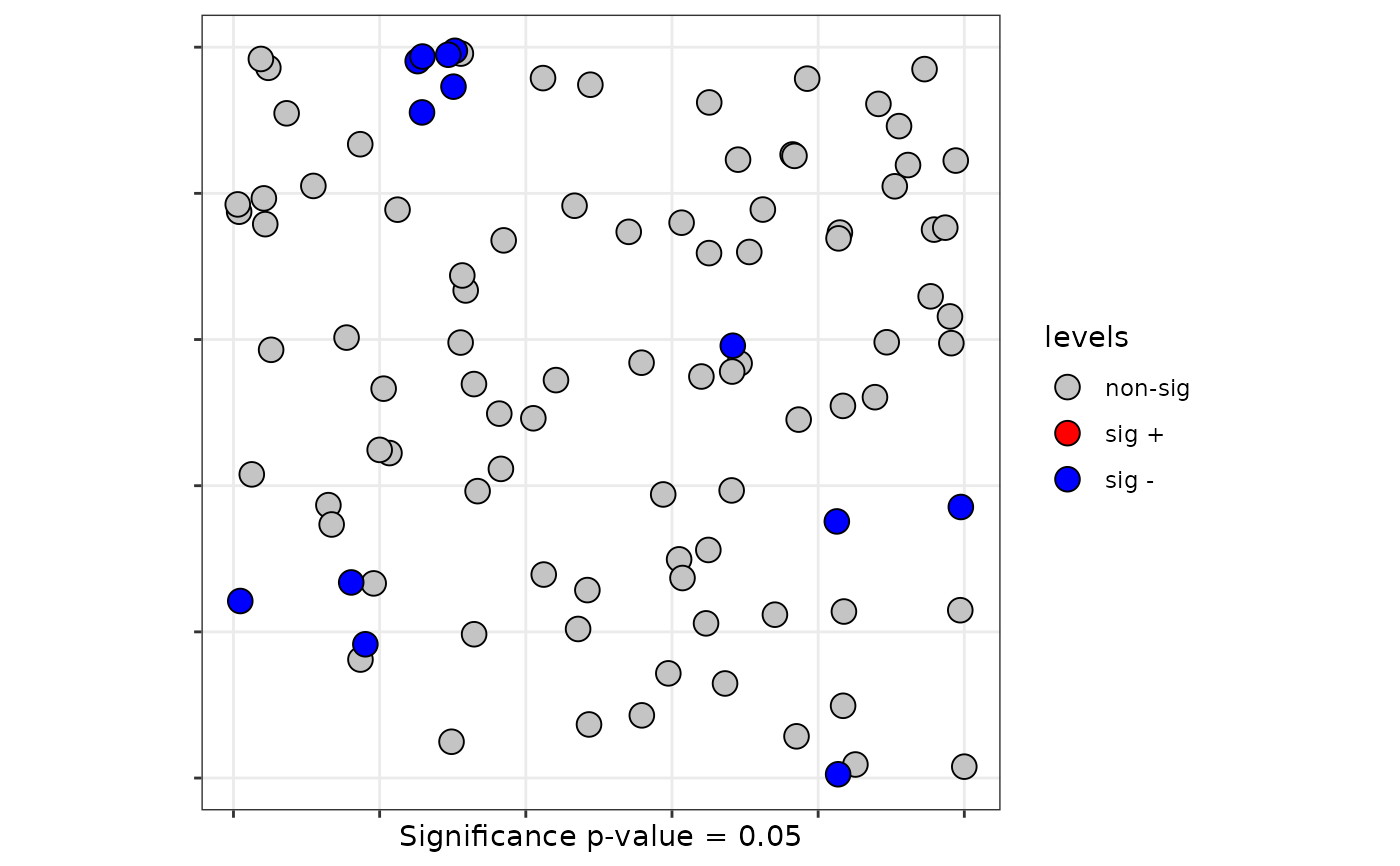 levels
non-sig
sig +
sig -
Significance p-value = 0.05